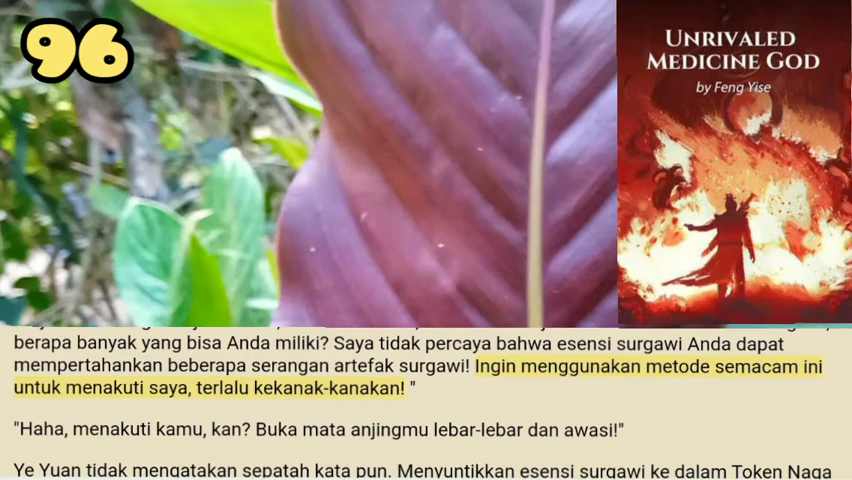 96
UNRIVALED
MEDICINE GOD
by Feng Yise
berapa banyak yang bisa Anda miliki? Saya tidak percaya bahwa esensi surgawi Anda dapat
mempertahankan beberapa serangan artefak surgawi! Ingin menggunakan metode semacam ini
untuk menakuti saya, terlalu kekanak-kanakan! "
"Haha, menakuti kamu, kan? Buka mata anjingmu lebar-lebar dan awasi!"
Ye Yuan tidak mengatakan sepatah kata pun. Menyuntikkan esensi surgawi ke dalam Token Naga